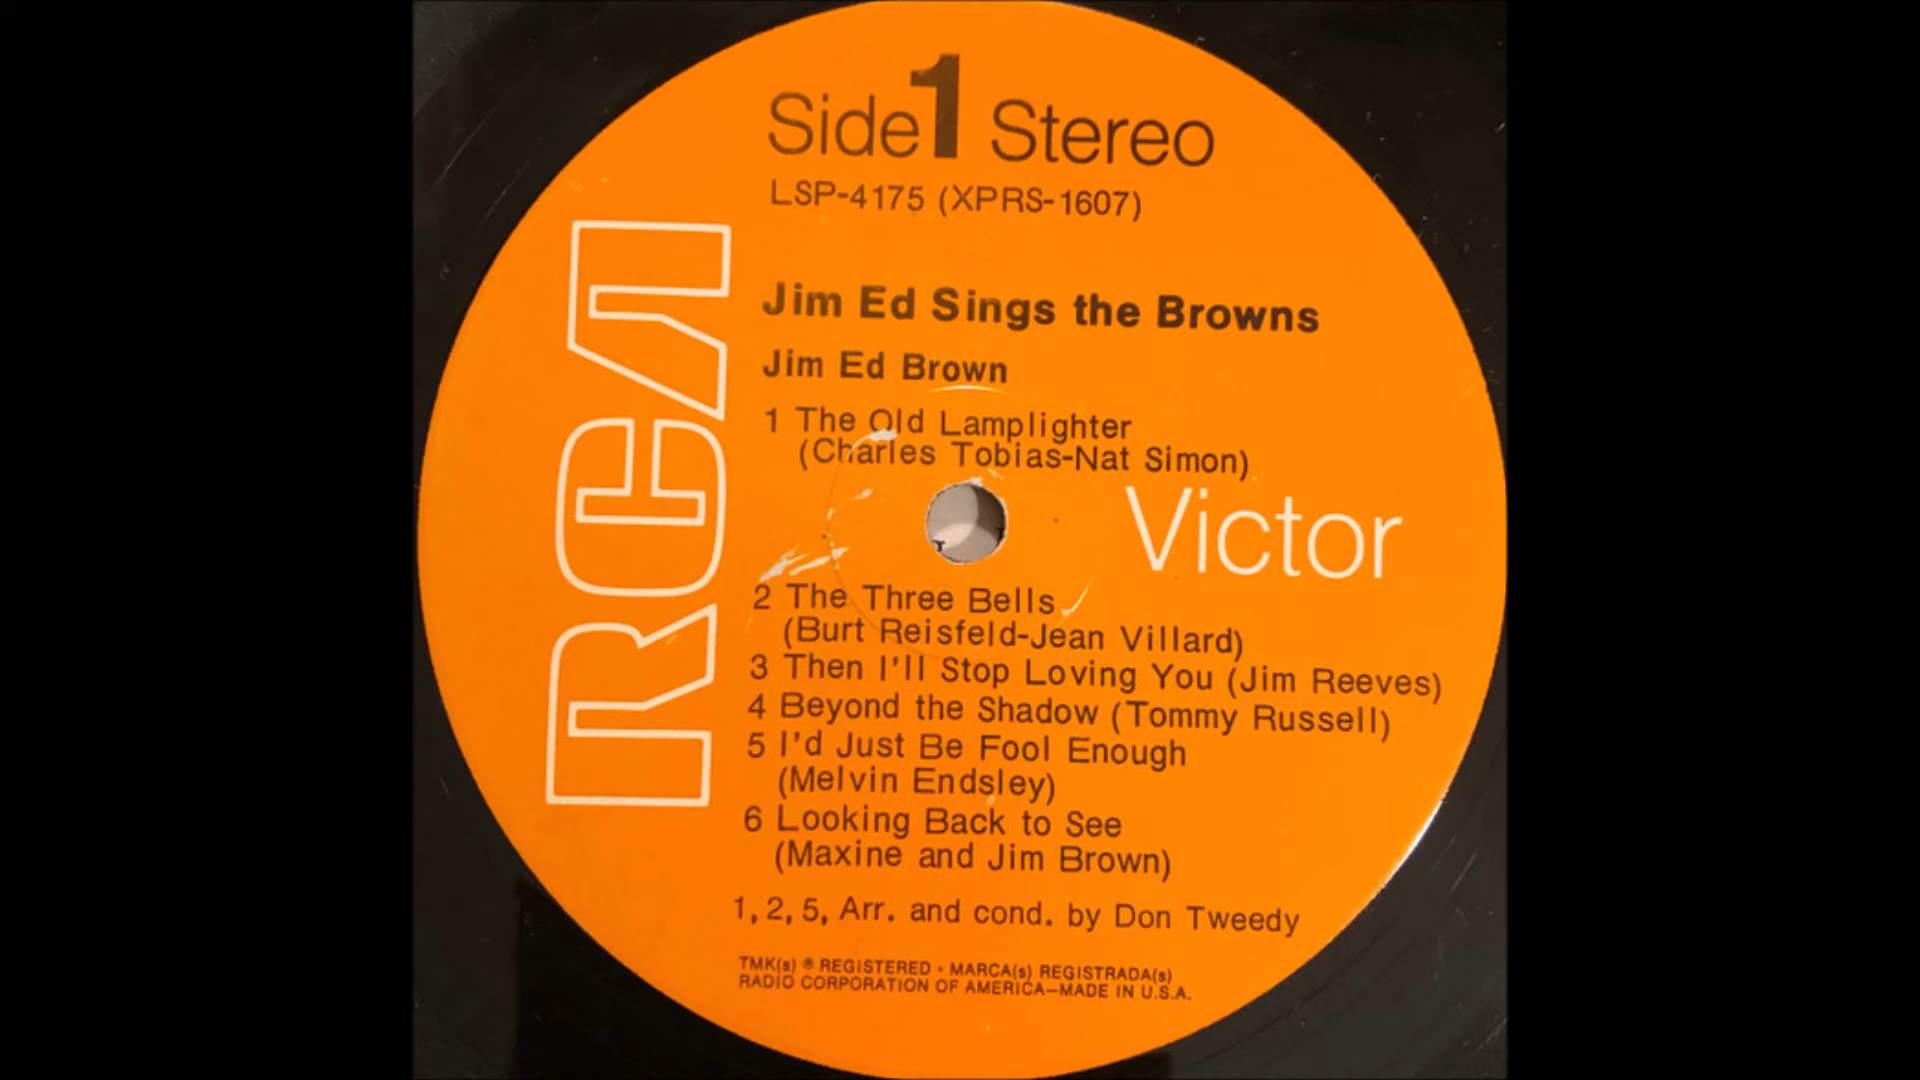 Side 1 Stereo
LSP-4175 (XPRS-1607)
RCA
Jim Ed Sings the Browns
Jim Ed Brown
1 The Old Lamplighter
(Charles Tobias-Nat Simon)
Victor
2 The Three Bells
(Burt Reisfeld-Jean Villard)
3 Then I'll Stop Loving You (Jim Reeves)
4 Beyond the Shadow (Tommy Russell)
5 I'd Just Be Fool Enough
(Melvin Endsley)
6 Looking Back to See
(Maxine and Jim Brown)
1, 2, 5, Arr. and cond. by Don Tweedy
TMK(s) ® REGISTERED • MARCA(s) REGISTRADA(s)
RADIO CORPORATION OF AMERICA—MADE IN U.S.A.